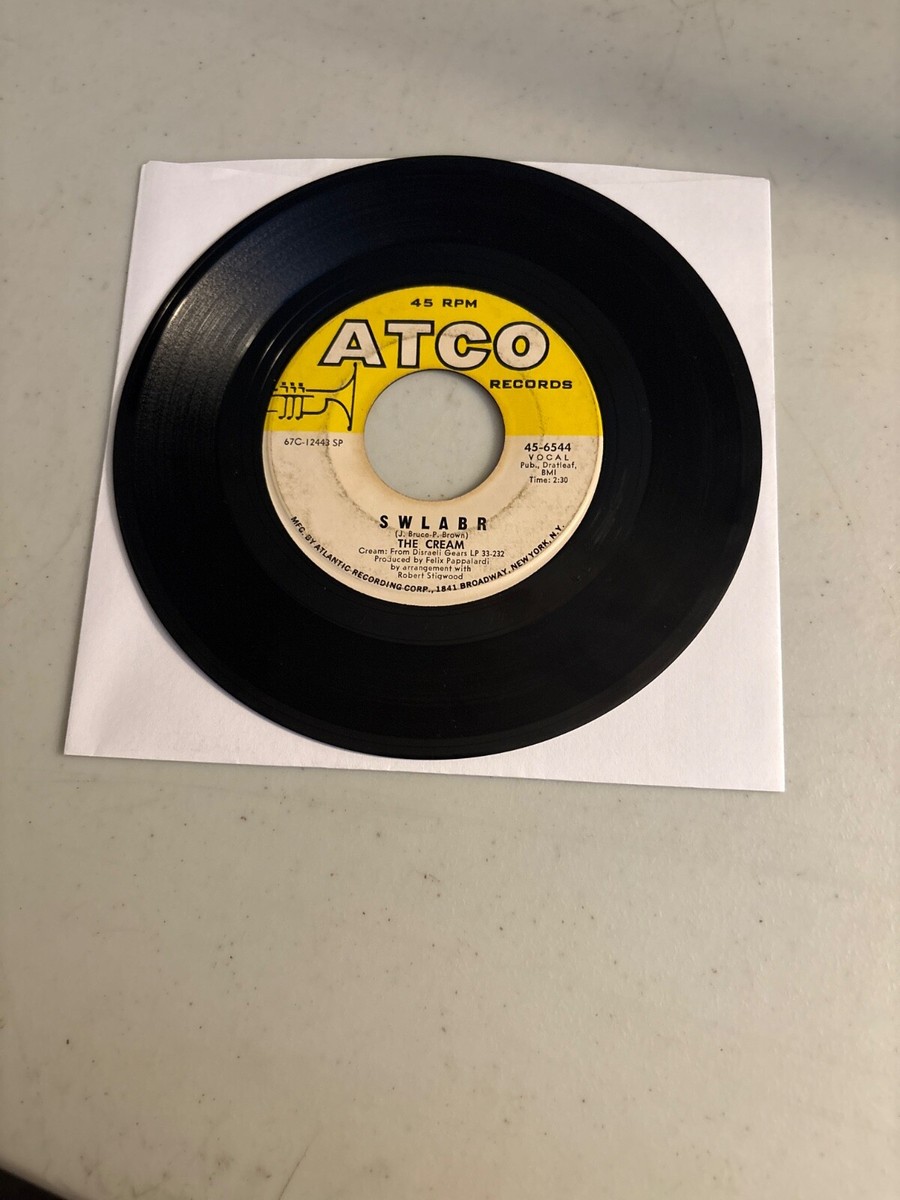 45 RPM
ATCO
RECORDS
67C-12443 SP
45-6544
VOCAL
Pub., Dratleaf,
BMI
Time: 2:30
SWLABR
(J. Bruce-P. Brown)
THE CREAM
Cream: From Disraeli Gears LP 33-232
Produced by Felix Pappalardi
by arrangement with
Robert Stigwood
MFG. BY ATLANTIC RECORDING CORP., 1841 BROADWAY, NEW YORK, N.Y.